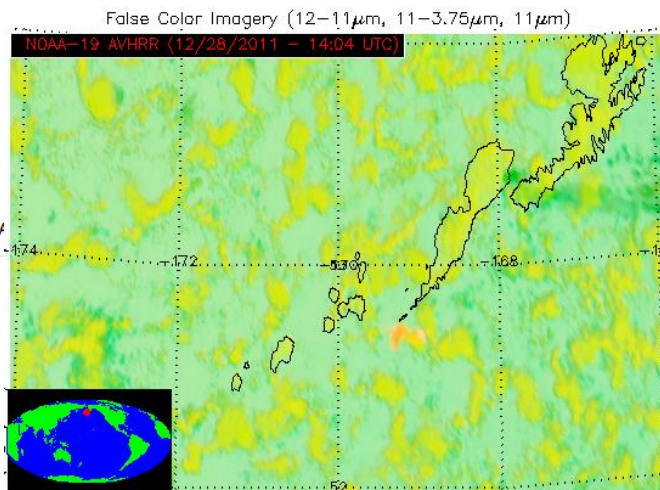 False Color Imagery (12−11μm, 11−3.75μm, 11μm)
NOAA−19 AVHRR (12/28/2011 − 14:04 UTC)
−174
−172
−168
52